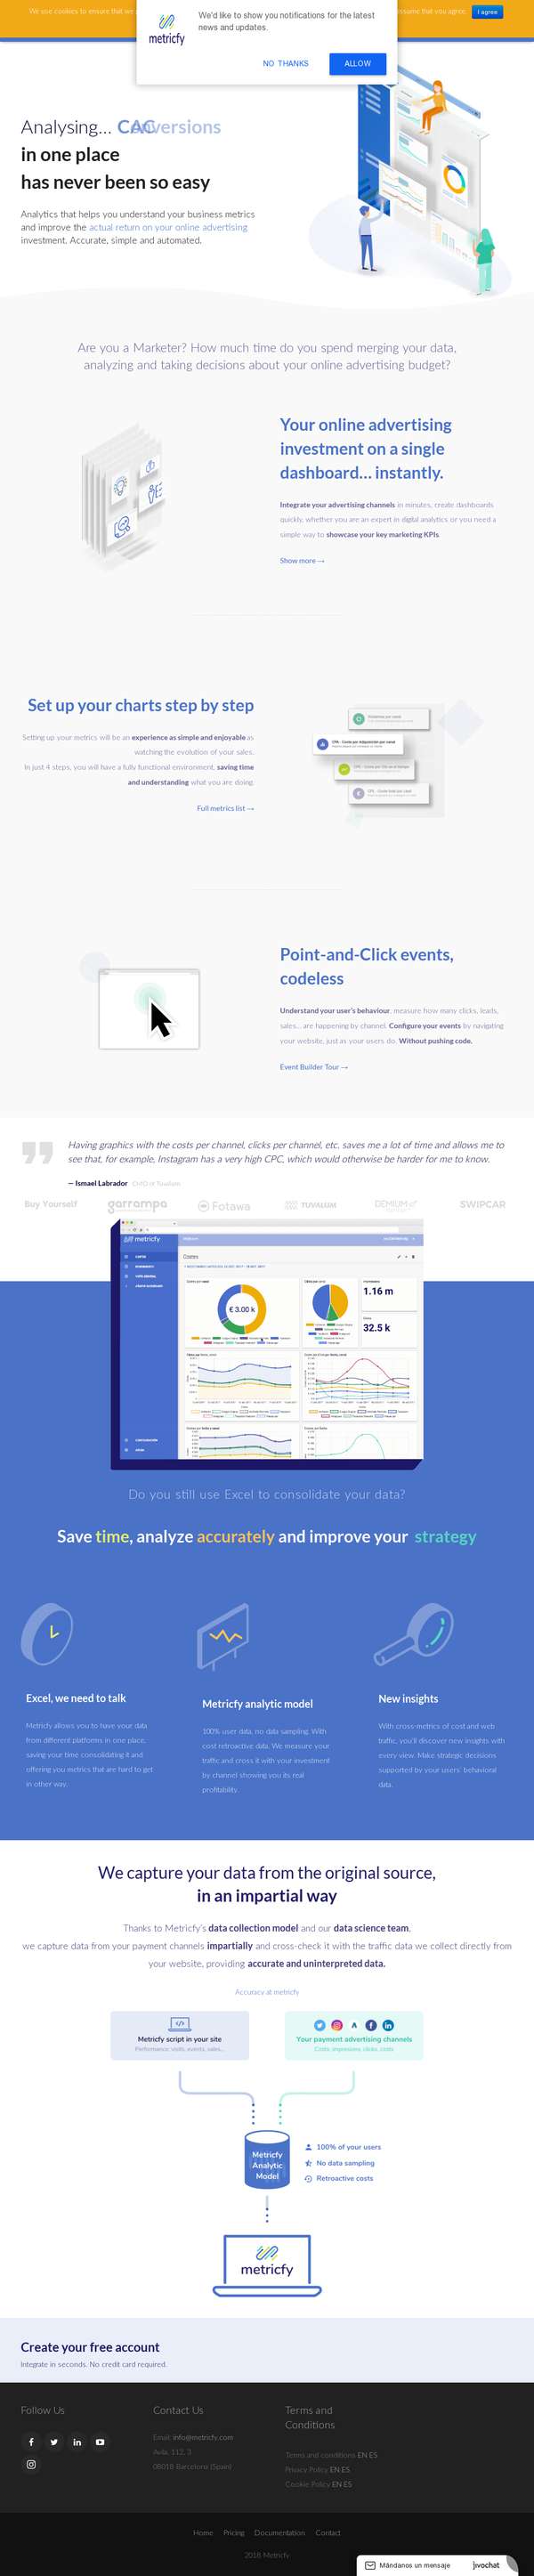 We use cookies to ensure that we
assume that you agree.
I agree
metricfy
We'd like to show you notifications for the latest
news and updates.
NO THANKS
ALLOW
Analysing...
in one place
has never been so easy
Analytics that helps you understand your business metrics
and improve the actual return on your online advertising
investment. Accurate, simple and automated.
Are you a Marketer? How much time do you spend merging your data,
analyzing and taking decisions about your online advertising budget?
Your online advertising
investment on a single
dashboard... instantly.
Integrate your advertising channels in minutes, create dashboards
quickly, whether you are an expert in digital analytics or you need a
simple way to showcase your key marketing KPIs.
Show more →
Set up your charts step by step
Setting up your metrics will be an experience as simple and enjoyable as
watching the evolution of your sales.
In just 4 steps, you will have a fully functional environment, saving time
and understanding what you are doing.
Full metrics list →
Point-and-Click events,
codeless
Understand your user's behaviour, measure how many clicks, leads,
sales... are happening by channel. Configure your events by navigating
your website, just as your users do. Without pushing code.
Event Builder Tour →
Having graphics with the costs per channel, clicks per channel, etc, saves me a lot of time and allows me to
see that, for example, Instagram has a very high CPC, which would otherwise be harder for me to know.
— Ismael Labrador
Buy Yourself
garrampa
Fotawa
TUVALUM
DEMIUM
SWIPCAR
metricfy
Costes
€ 3.00 k
1.16 m
32.5 k
Do you still use Excel to consolidate your data?
Save time, analyze accurately and improve your strategy
Excel, we need to talk
Metricfy allows you to have your data
from different platforms in one place,
saving your time consolidating it and
offering you metrics that are hard to get
in other way.
Metricfy analytic model
100% user data, no data sampling. With
cost retroactive data. We measure your
traffic and cross it with your investment
by channel showing you its real
profitability.
New insights
With cross-metrics of cost and web
traffic, you'll discover new insights with
every view. Make strategic decisions
supported by your users' behavioral
data.
We capture your data from the original source,
in an impartial way
Thanks to Metricfy's data collection model and our data science team,
we capture data from your payment channels impartially and cross-check it with the traffic data we collect directly from
your website, providing accurate and uninterpreted data.
Accuracy at metricfy
Metricfy script in your site
Performance: visits, events, sales...
Your payment advertising channels
Costs: impressions, clicks, costs
Metricfy
Analytic
Model
100% of your users
No data sampling
Retroactive costs
metricfy
Create your free account
Integrate in seconds. No credit card required.
Follow Us
Contact Us
Email: info@metricfy.com
Ávila, 112, 3
08018 Barcelona (Spain)
Terms and
Conditions
Terms and conditions EN ES
Privacy Policy EN ES
Cookie Policy EN ES
Home Pricing Documentation Contact
2018 Metricfy
Mándanos un mensaje
jivochat